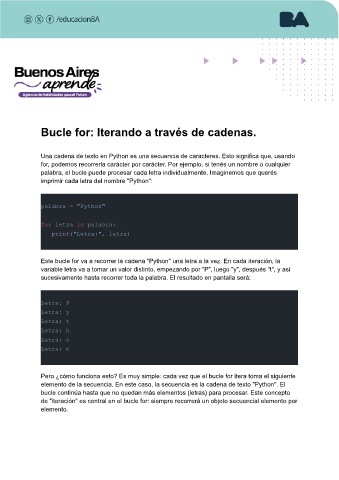 /educacionBA
BA
Buenos Aires
aprende
Agencia de Habilidades para el Futuro
Bucle for: Iterando a través de cadenas.
Una cadena de texto en Python es una secuencia de caracteres. Esto significa que, usando
for, podemos recorrerla carácter por carácter. Por ejemplo, si tenés un nombre o cualquier
palabra, el bucle puede procesar cada letra individualmente. Imaginemos que querés
imprimir cada letra del nombre "Python":
palabra = "Python"
for letra in palabra:
print("Letra:", letra)
Este bucle for va a recorrer la cadena "Python" una letra a la vez. En cada iteración, la
variable letra va a tomar un valor distinto, empezando por "P", luego "y", después "t", y así
sucesivamente hasta recorrer toda la palabra. El resultado en pantalla será:
Letra: P
Letra: y
Letra: t
Letra: h
Letra: o
Letra: n
Pero ¿cómo funciona esto? Es muy simple: cada vez que el bucle for itera toma el siguiente
elemento de la secuencia. En este caso, la secuencia es la cadena de texto "Python". El
bucle continúa hasta que no quedan más elementos (letras) para procesar. Este concepto
de "iteración" es central en el bucle for: siempre recorrerá un objeto secuencial elemento por
elemento.